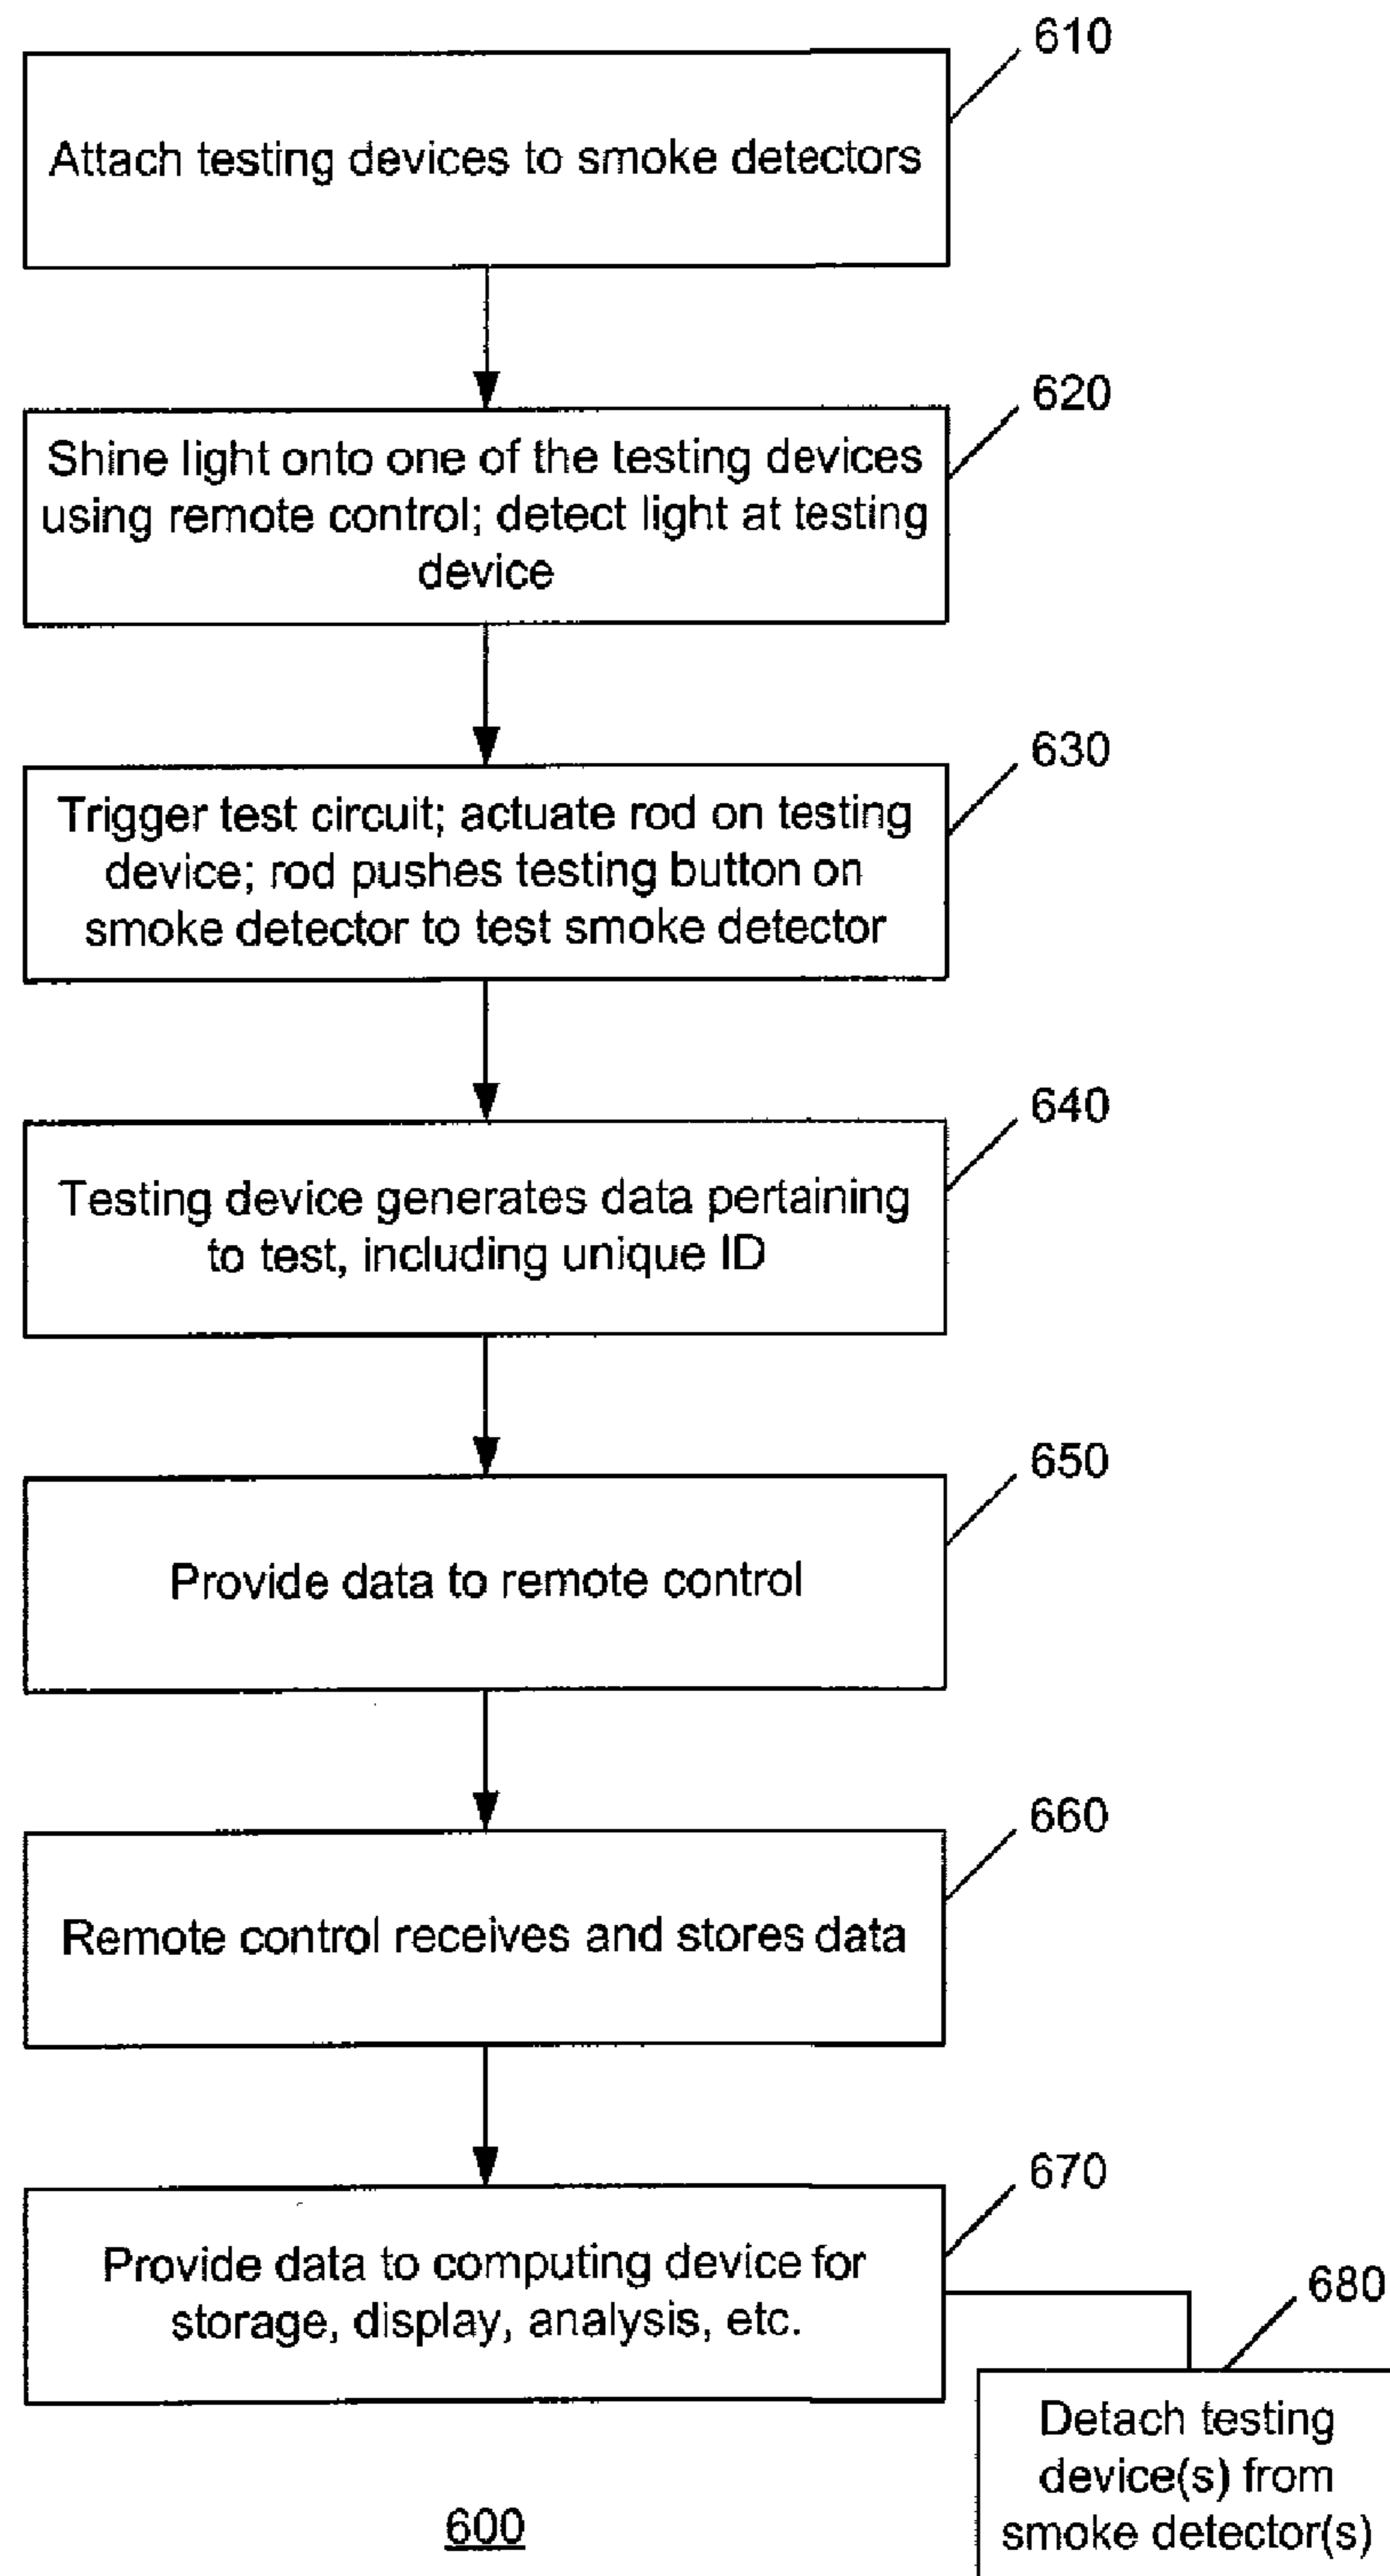 610
Attach testing devices to smoke detectors
620
Shine light onto one of the testing devices
using remote control; detect light at testing
device
630
Trigger test circuit; actuate rod on testing
device; rod pushes testing button on
smoke detector to test smoke detector
640
Testing device generates data pertaining
to test, including unique ID
650
Provide data to remote control
660
Remote control receives and stores data
670
Provide data to computing device for
storage, display, analysis, etc.
680
Detach testing
device(s) from
smoke detector(s)
600